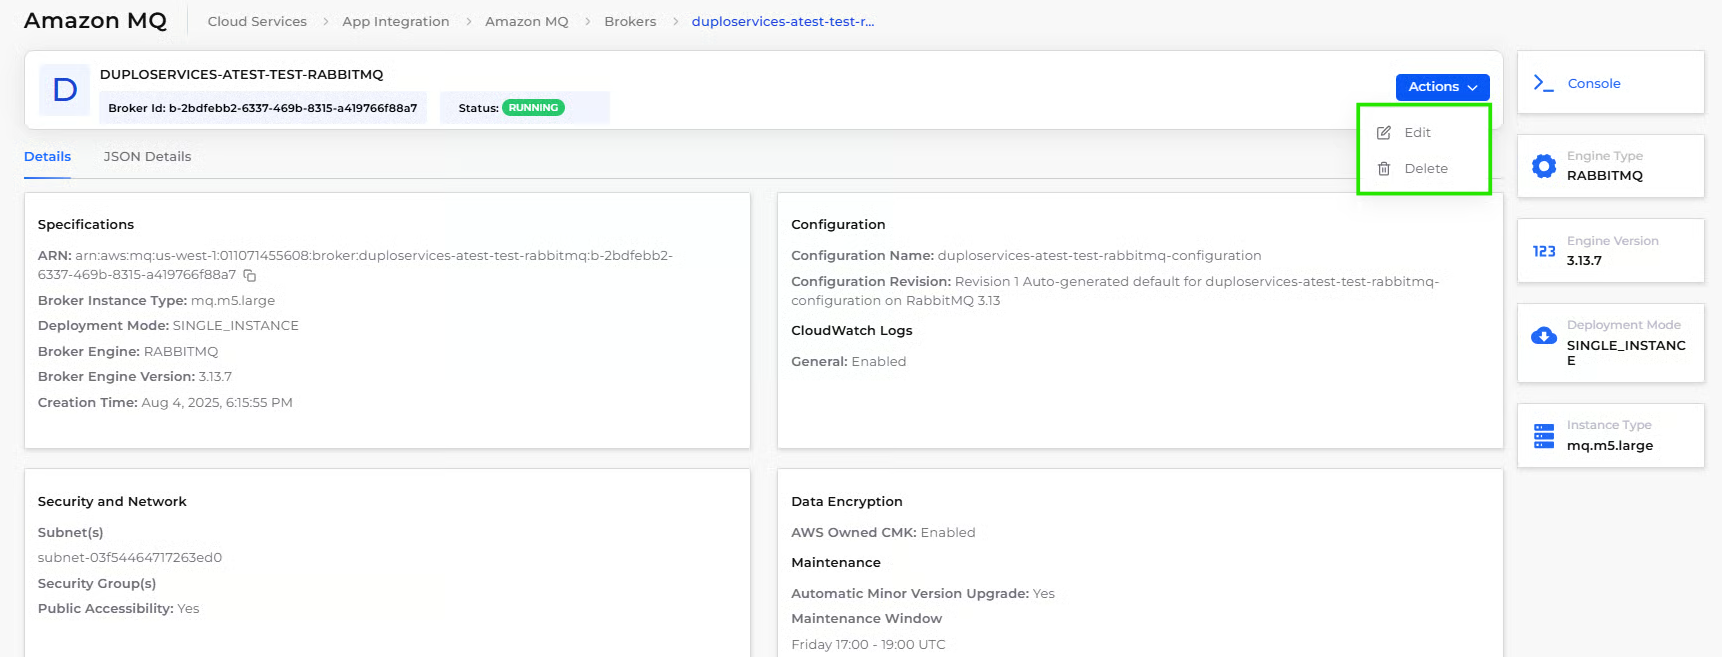 Amazon MQ
Cloud Services > App Integration > Amazon MQ > Brokers > duploservices-atest-test-r...
D
DUPLOSERVICES-ATEST-TEST-RABBITMQ
Broker Id: b-2bdfebb2-6337-469b-8315-a419766f88a7
Status: RUNNING
Actions
Edit
Delete
Details
JSON Details
Specifications
ARN: arn:aws:mq:us-west-1:011071455608:broker:duploservices-atest-test-rabbitmq:b-2bdfebb2-
6337-469b-8315-a419766f88a7
Broker Instance Type: mq.m5.large
Deployment Mode: SINGLE_INSTANCE
Broker Engine: RABBITMQ
Broker Engine Version: 3.13.7
Creation Time: Aug 4, 2025, 6:15:55 PM
Configuration
Configuration Name: duploservices-atest-test-rabbitmq-configuration
Configuration Revision: Revision 1 Auto-generated default for duploservices-atest-test-rabbitmq-
configuration on RabbitMQ 3.13
CloudWatch Logs
General: Enabled
Security and Network
Subnet(s)
subnet-03f54464717263ed0
Security Group(s)
Public Accessibility: Yes
Data Encryption
AWS Owned CMK: Enabled
Maintenance
Automatic Minor Version Upgrade: Yes
Maintenance Window
Friday 17:00 - 19:00 UTC
Console
Engine Type
RABBITMQ
123
Engine Version
3.13.7
Deployment Mode
SINGLE_INSTANC
E
Instance Type
mq.m5.large